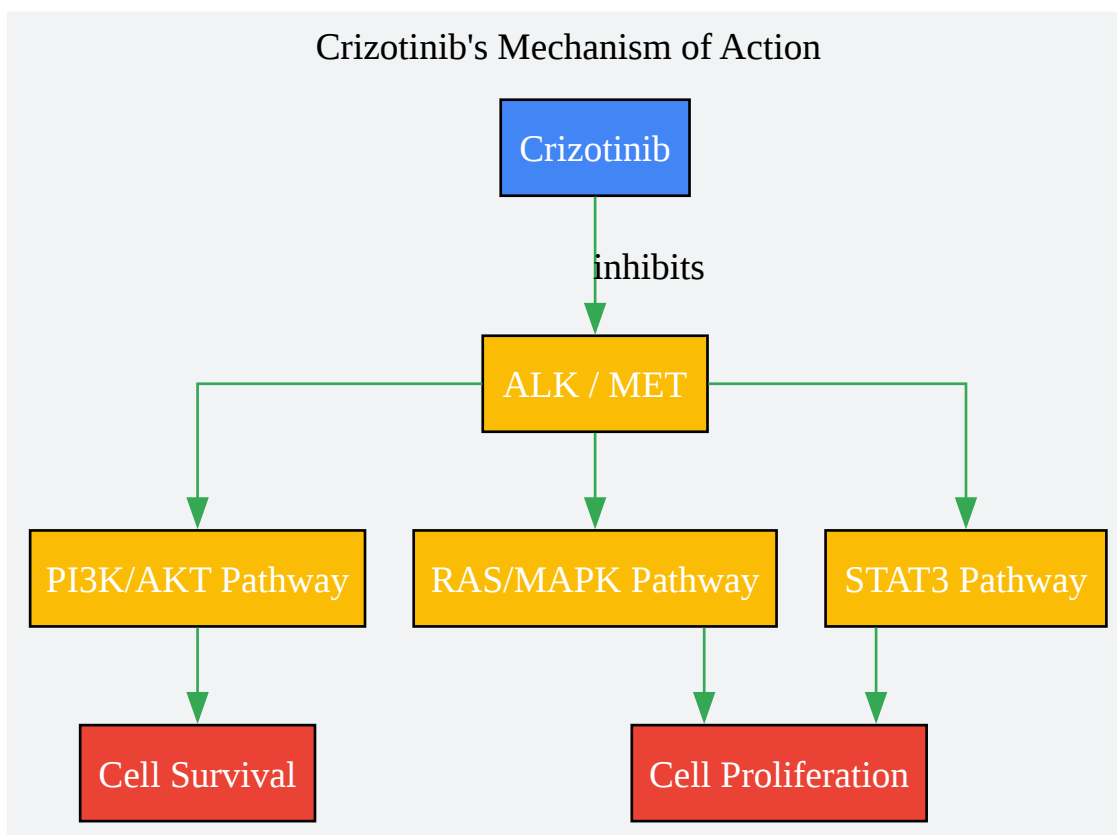 Crizotinib's Mechanism of Action
Crizotinib
inhibits
ALK / MET
PI3K/AKT Pathway
RAS/MAPK Pathway
STAT3 Pathway
Cell Survival
Cell Proliferation